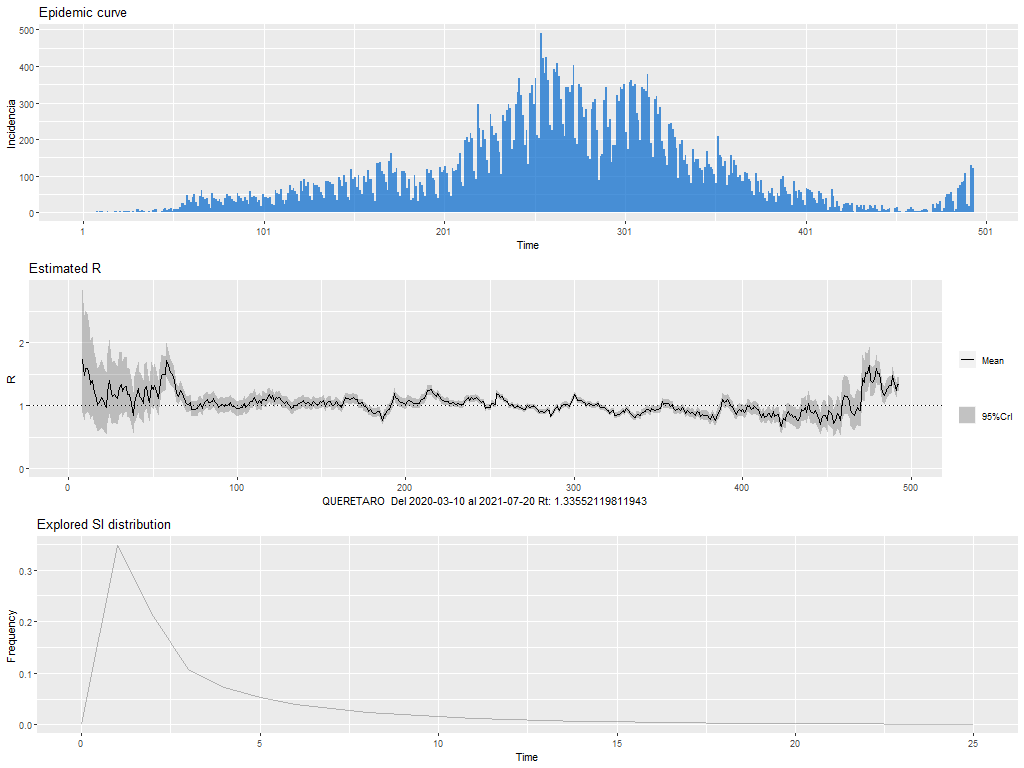 Epidemic curve
500
400
300
200
100
0
Incidencia
1 101 201 301 401 501
Time
Estimated R
2
1
0
R
0 100 200 300 400 500
QUERETARO Del 2020-03-10 al 2021-07-20 Rt: 1.33552119811943
Mean
95%CrI
Explored SI distribution
0.3
0.2
0.1
0.0
Frequency
0 5 10 15 20 25
Time